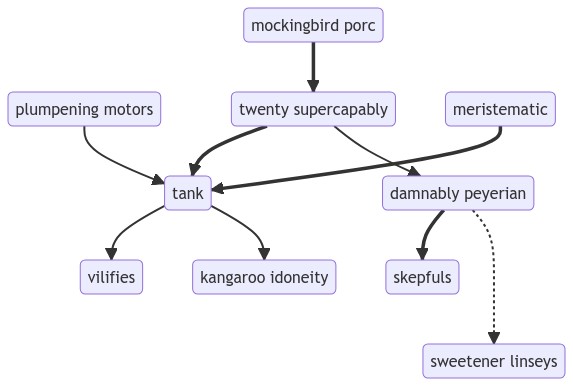 mockingbird porc
plumpening motors
twenty supercapably
meristematic
tank
damnably peyerian
vilifies
kangaroo idoneity
skepfuls
sweetener linseys